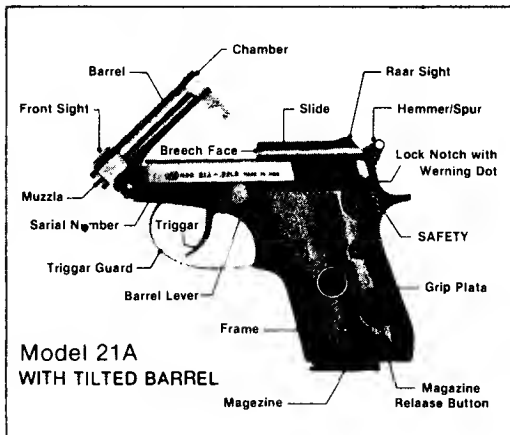 Chamber
Barrel
Raar Sight
Front Sight
Slide
Hemmer/Spur
Breech Face
Lock Notch with
Werning Dot
Muzzla
Sarial Number
SAFETY
Triggar
Triggar Guard
Grip Plata
Barrel Lever
Frame
Model 21A
WITH TILTED BARREL
Magezine
Magazine
Relaase Button